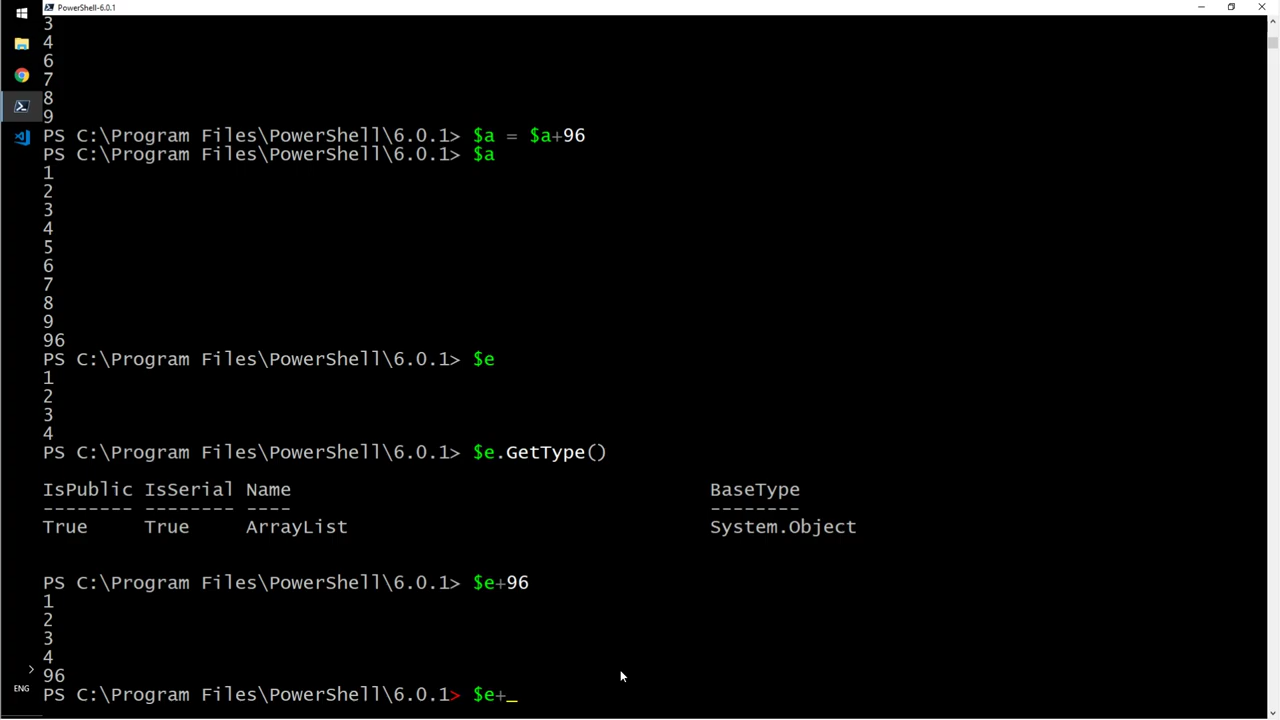 PowerShell-6.0.1
3
4
6
7
8
9
PS C:\Program Files\PowerShell\6.0.1> $a = $a+96
PS C:\Program Files\PowerShell\6.0.1> $a
1
2
3
4
5
6
7
8
9
96
PS C:\Program Files\PowerShell\6.0.1> $e
1
2
3
4
PS C:\Program Files\PowerShell\6.0.1> $e.GetType()
IsPublic IsSerial Name BaseType
-------- -------- ---- --------
True True ArrayList System.Object
PS C:\Program Files\PowerShell\6.0.1> $e+96
1
2
3
4
96
PS C:\Program Files\PowerShell\6.0.1> $e+_
ENG